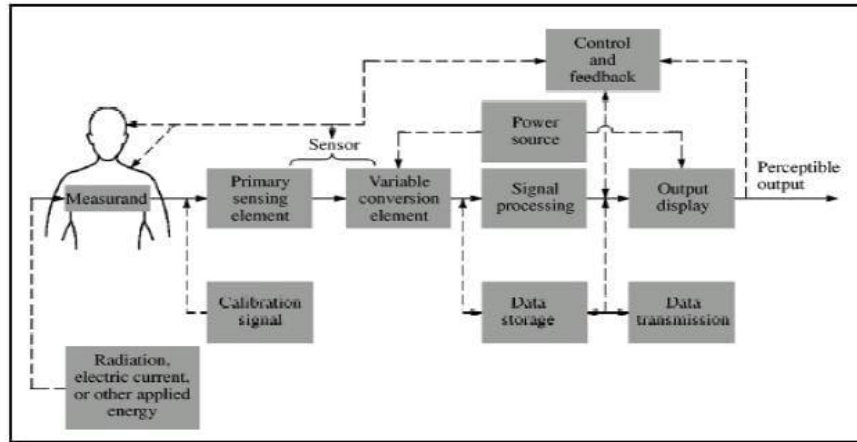 Control
and
feedback
Power
source
Sensor
Perceptible
output
Measurand
Primary
sensing
element
Variable
conversion
element
Signal
processing
Output
display
Calibration
signal
Data
storage
Data
transmission
Radiation,
electric current,
or other applied
energy